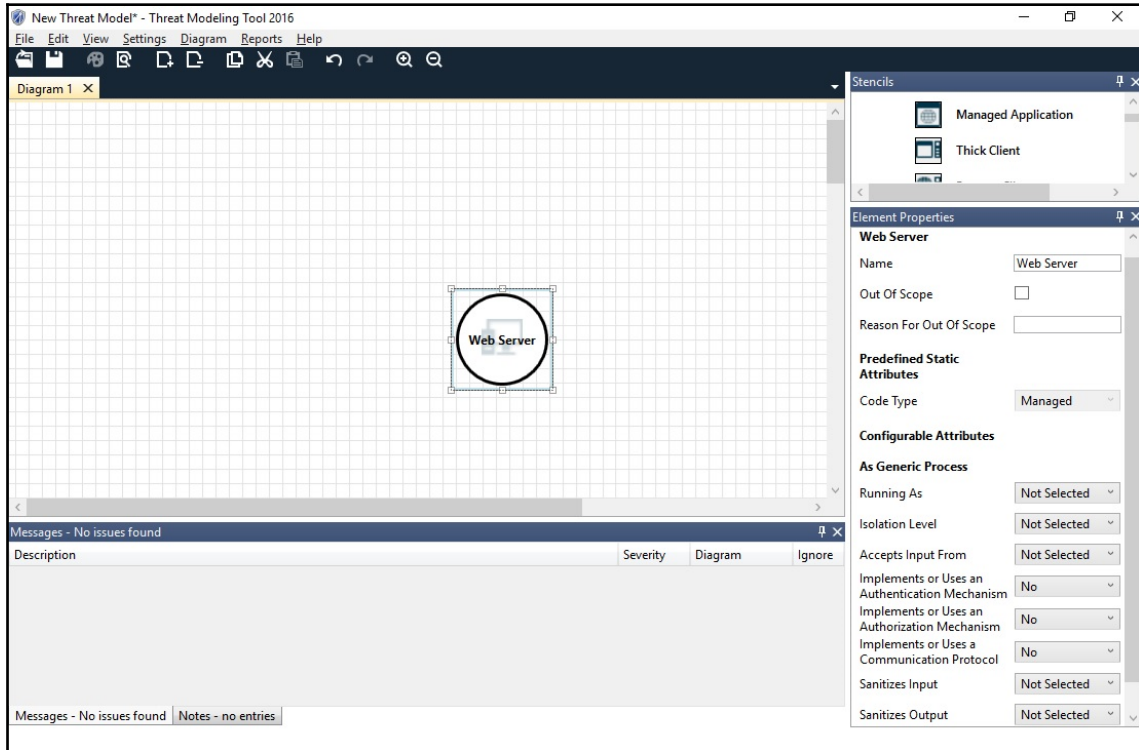 New Threat Model* - Threat Modeling Tool 2016
File Edit View Settings Diagram Reports Help
Diagram 1
Web Server
Messages - No issues found
Description Severity Diagram Ignore
Messages - No issues found Notes - no entries
Stencils
Managed Application
Thick Client
Element Properties
Web Server
Name Web Server
Out Of Scope
Reason For Out Of Scope
Predefined Static
Attributes
Code Type Managed
Configurable Attributes
As Generic Process
Running As Not Selected
Isolation Level Not Selected
Accepts Input From Not Selected
Implements or Uses an
Authentication Mechanism No
Implements or Uses an
Authorization Mechanism No
Implements or Uses a
Communication Protocol No
Sanitizes Input Not Selected
Sanitizes Output Not Selected